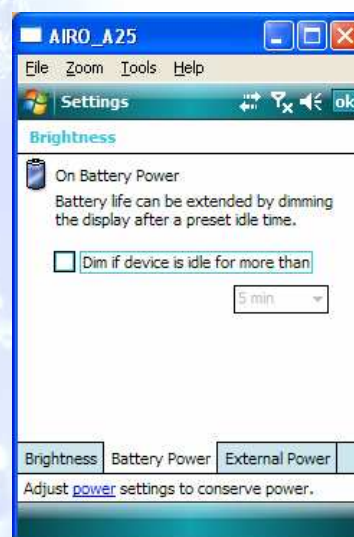 AIRO_A25
File Zoom Tools Help
Settings ok
Brightness
On Battery Power
Battery life can be extended by dimming
the display after a preset idle time.
Dim if device is idle for more than
5 min
Brightness Battery Power External Power
Adjust power settings to conserve power.